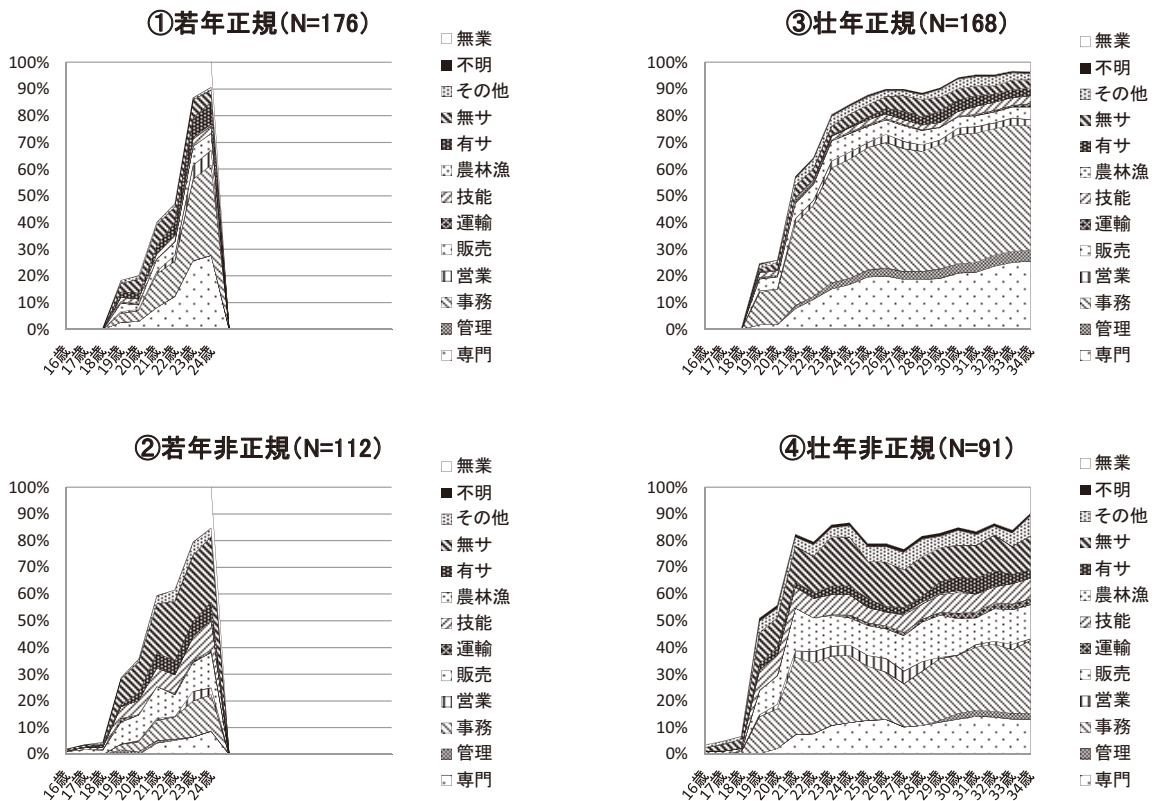 ①若年正規（N=176）
100%
90%
80%
70%
60%
50%
40%
30%
20%
10%
0%
16歳
17歳
18歳
19歳
20歳
21歳
22歳
23歳
24歳
無業
不明
その他
無サ
有サ
農林漁
技能
運輸
販売
営業
事務
管理
専門
③壮年正規（N=168）
100%
90%
80%
70%
60%
50%
40%
30%
20%
10%
0%
16歳
17歳
18歳
19歳
20歳
21歳
22歳
23歳
24歳
25歳
26歳
27歳
28歳
29歳
30歳
31歳
32歳
33歳
34歳
無業
不明
その他
無サ
有サ
農林漁
技能
運輸
販売
営業
事務
管理
専門
②若年非正規（N=112）
100%
90%
80%
70%
60%
50%
40%
30%
20%
10%
0%
16歳
17歳
18歳
19歳
20歳
21歳
22歳
23歳
24歳
無業
不明
その他
無サ
有サ
農林漁
技能
運輸
販売
営業
事務
管理
専門
④壮年非正規（N=91）
100%
90%
80%
70%
60%
50%
40%
30%
20%
10%
0%
16歳
17歳
18歳
19歳
20歳
21歳
22歳
23歳
24歳
25歳
26歳
27歳
28歳
29歳
30歳
31歳
32歳
33歳
34歳
無業
不明
その他
無サ
有サ
農林漁
技能
運輸
販売
営業
事務
管理
専門